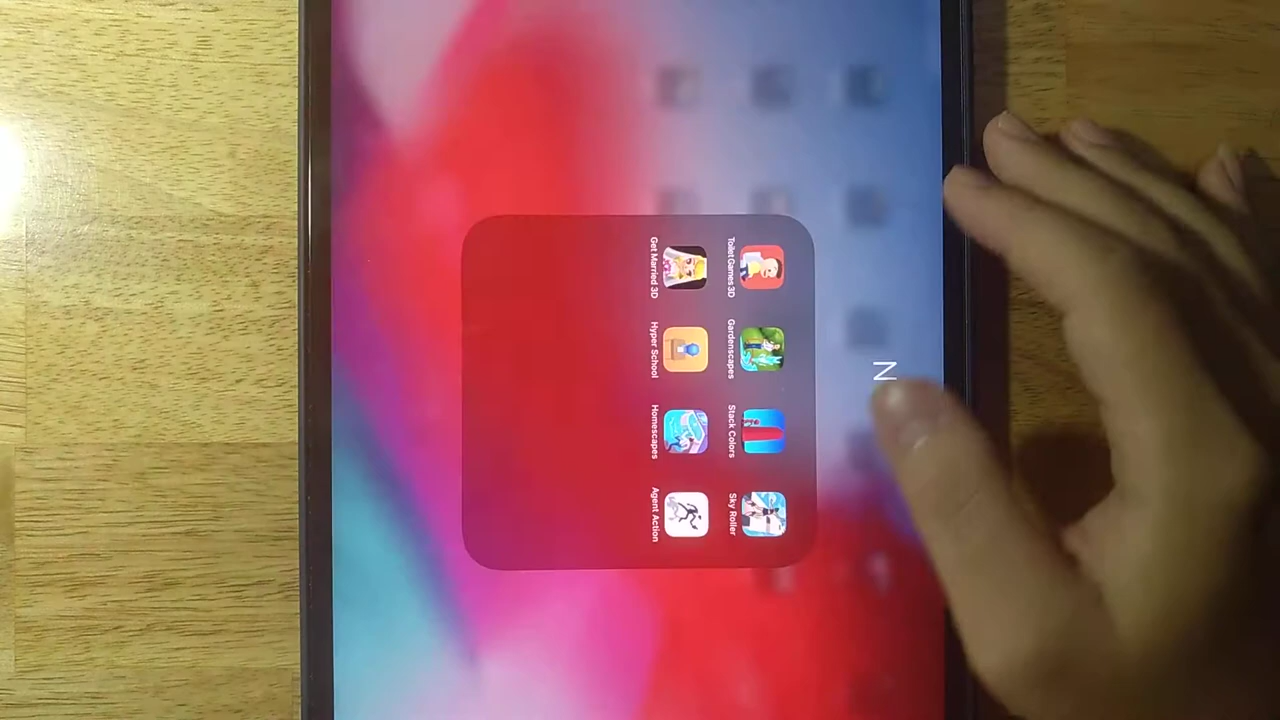 N
Toilet Games 3D
Gardenscapes
Stack Colors
Sky Roller
Get Married 3D
Hyper School
Homescapes
Agent Action